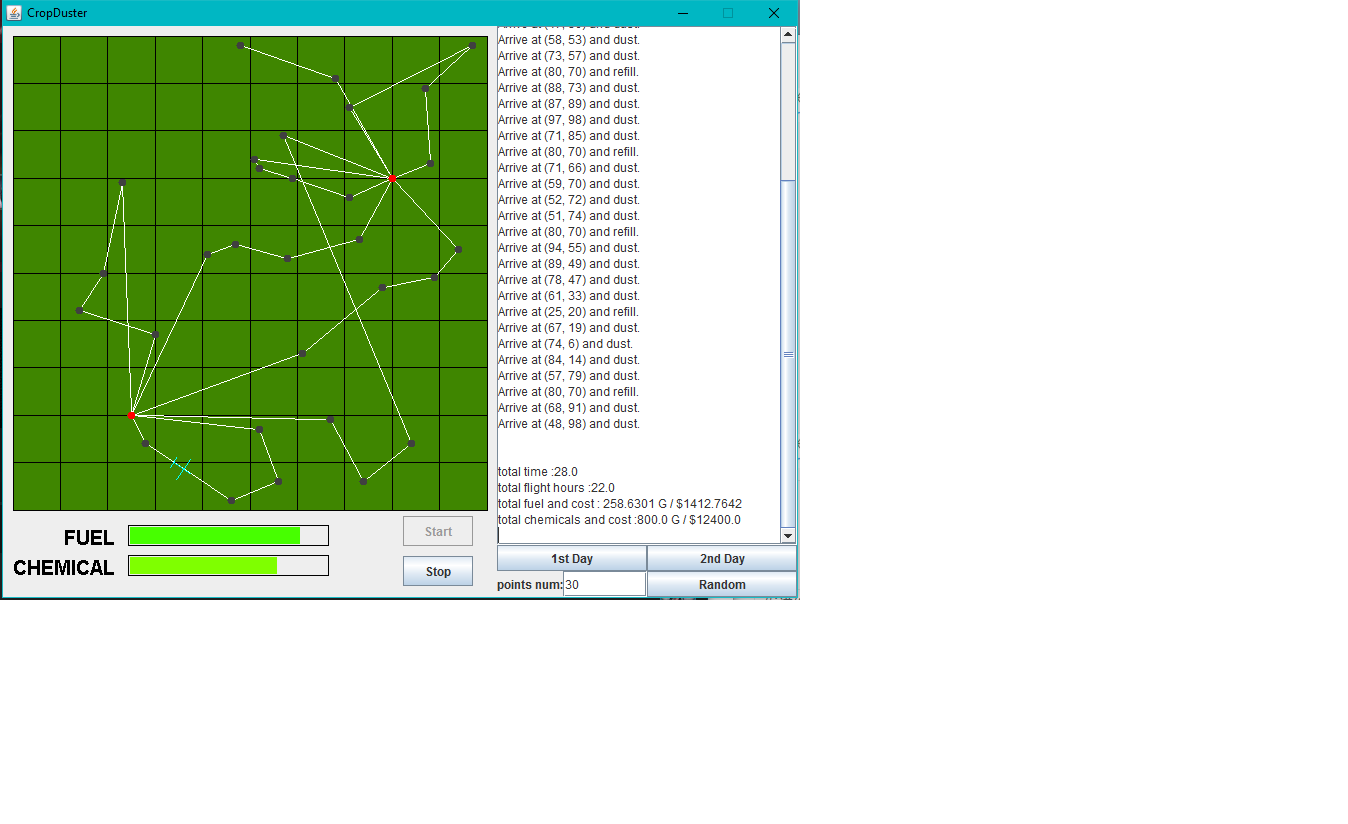 CropDuster
Arrive at (58, 53) and dust.
Arrive at (73, 57) and dust.
Arrive at (80, 70) and refill.
Arrive at (88, 73) and dust.
Arrive at (87, 89) and dust.
Arrive at (97, 98) and dust.
Arrive at (71, 85) and dust.
Arrive at (80, 70) and refill.
Arrive at (71, 66) and dust.
Arrive at (59, 70) and dust.
Arrive at (52, 72) and dust.
Arrive at (51, 74) and dust.
Arrive at (80, 70) and refill.
Arrive at (94, 55) and dust.
Arrive at (89, 49) and dust.
Arrive at (78, 47) and dust.
Arrive at (61, 33) and dust.
Arrive at (25, 20) and refill.
Arrive at (67, 19) and dust.
Arrive at (74, 6) and dust.
Arrive at (84, 14) and dust.
Arrive at (57, 79) and dust.
Arrive at (80, 70) and refill.
Arrive at (68, 91) and dust.
Arrive at (48, 98) and dust.
total time :28.0
total flight hours :22.0
total fuel and cost : 258.6301 G / $1412.7642
total chemicals and cost :800.0 G / $12400.0
FUEL
CHEMICAL
Start
Stop
1st Day
2nd Day
points num:30
Random